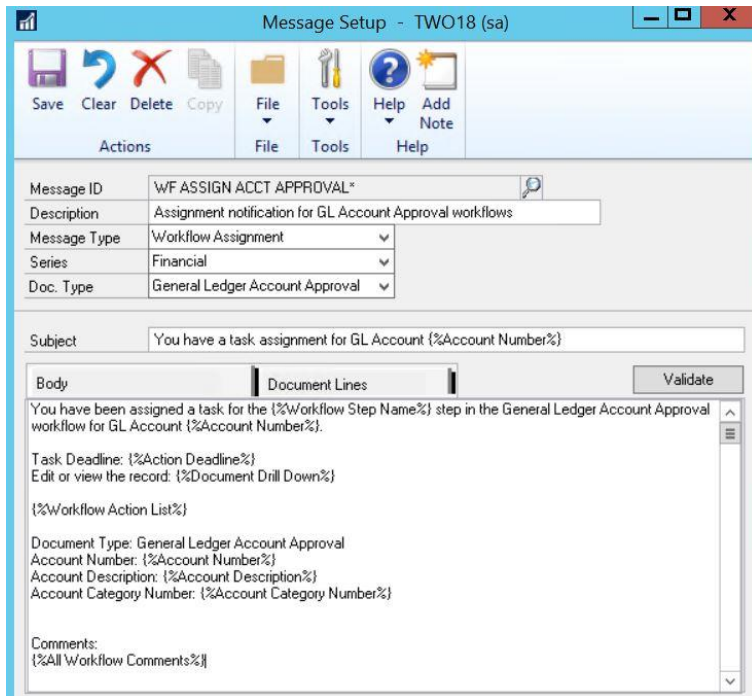 Message Setup - TWO18 (sa)
Save Clear Delete Copy File Tools Help Add Note
Actions File Tools Help
Message ID WF ASSIGN ACCT APPROVAL*
Description Assignment notification for GL Account Approval workflows
Message Type Workflow Assignment
Series Financial
Doc. Type General Ledger Account Approval
Subject You have a task assignment for GL Account {%Account Number%}
Body Document Lines Validate
You have been assigned a task for the {%Workflow Step Name%} step in the General Ledger Account Approval
workflow for GL Account {%Account Number%}.
Task Deadline: {%Action Deadline%}
Edit or view the record: {%Document Drill Down%}
{%Workflow Action List%}
Document Type: General Ledger Account Approval
Account Number: {%Account Number%}
Account Description: {%Account Description%}
Account Category Number: {%Account Category Number%}
Comments:
{%All Workflow Comments%}